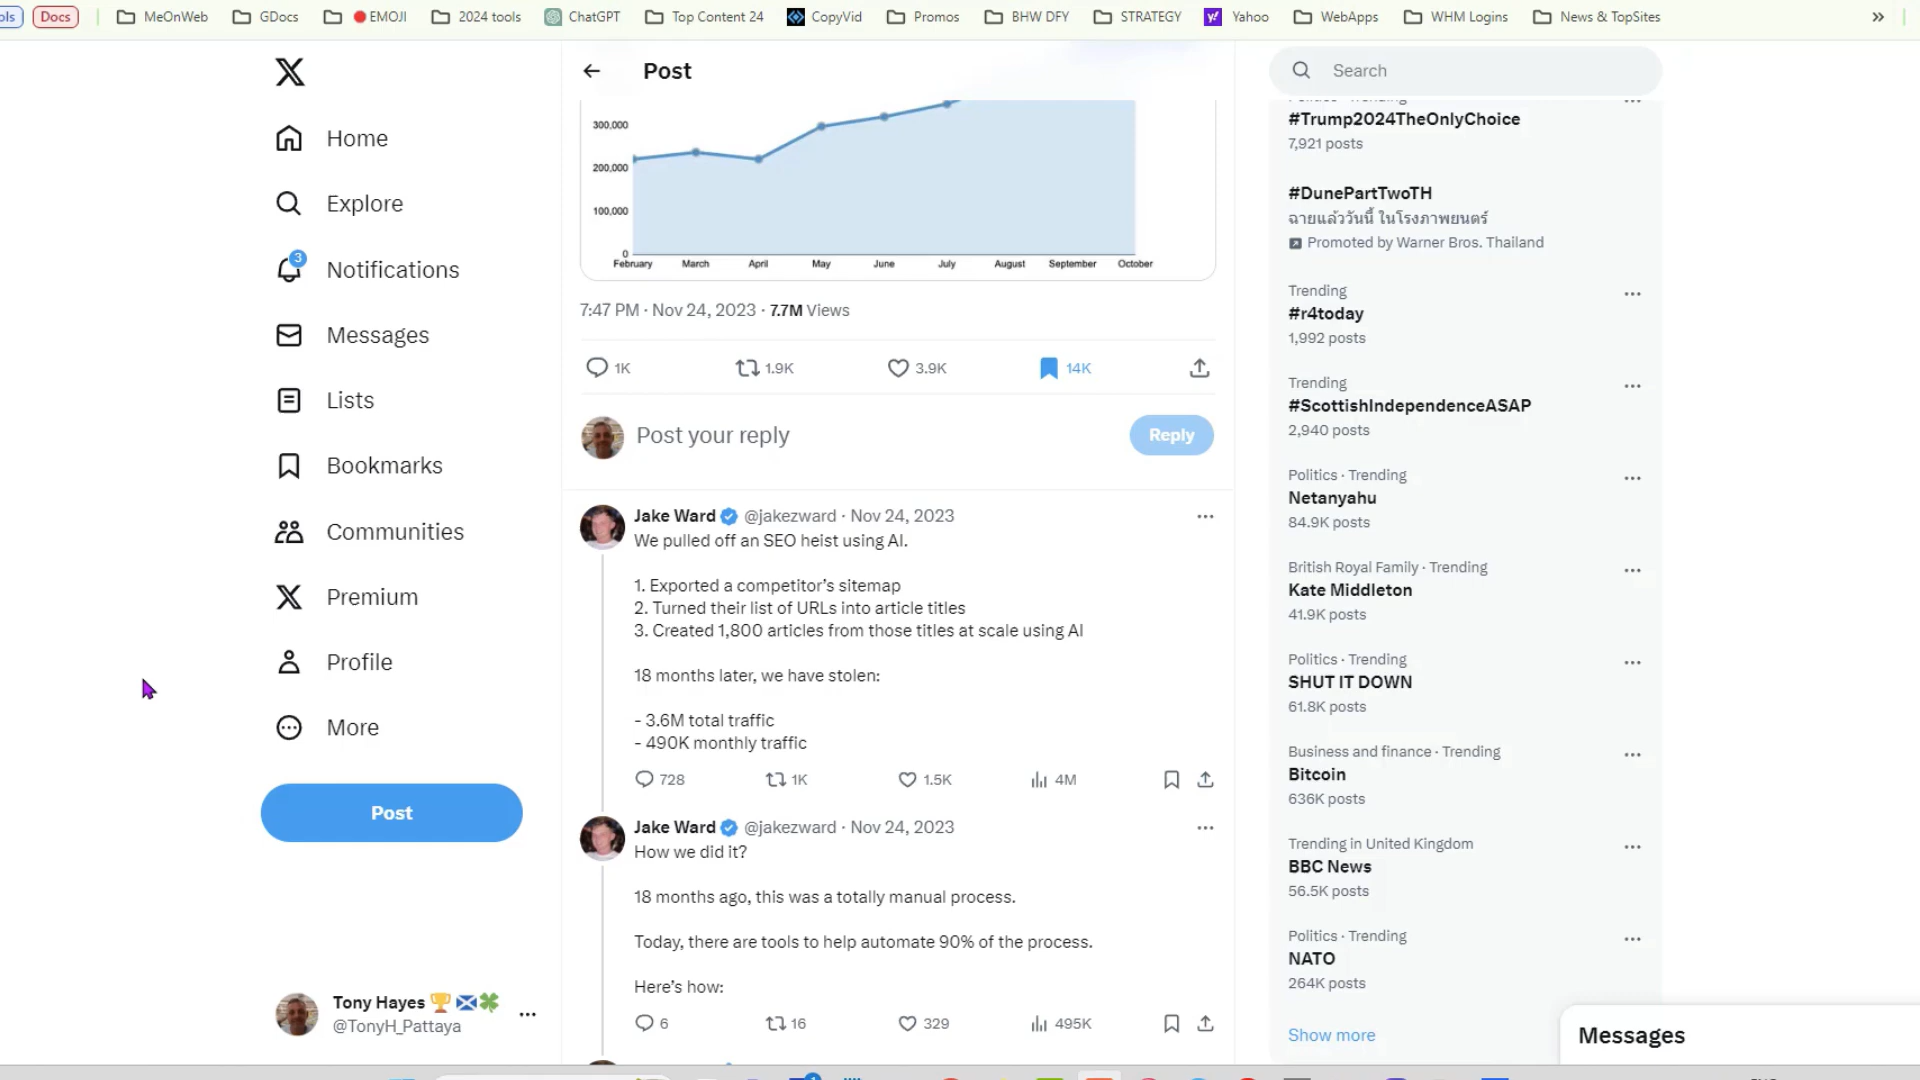 ols
Docs
MeOnWeb
GDocs
EMOJI
2024 tools
ChatGPT
Top Content 24
CopyVid
Promos
BHW DFY
STRATEGY
Yahoo
WebApps
WHM Logins
News & TopSites
Home
Explore
3
Notifications
Messages
Lists
Bookmarks
Communities
Premium
Profile
More
Post
Tony Hayes
@TonyH_Pattaya
Post
300,000
200,000
100,000
0
February March April May June July August September October
7:47 PM · Nov 24, 2023 · 7.7M Views
1K 1.9K 3.9K 14K
Post your reply
Reply
Jake Ward @jakezward · Nov 24, 2023
We pulled off an SEO heist using AI.
1. Exported a competitor’s sitemap
2. Turned their list of URLs into article titles
3. Created 1,800 articles from those titles at scale using AI
18 months later, we have stolen:
- 3.6M total traffic
- 490K monthly traffic
728 1K 1.5K 4M
Jake Ward @jakezward · Nov 24, 2023
How we did it?
18 months ago, this was a totally manual process.
Today, there are tools to help automate 90% of the process.
Here’s how:
6 16 329 495K
Search
Politics · Trending
#Trump2024TheOnlyChoice
7,921 posts
#DunePartTwoTH
ฉายแล้ววันนี้ ในโรงภาพยนตร์
Promoted by Warner Bros. Thailand
Trending
#r4today
1,992 posts
Trending
#ScottishIndependenceASAP
2,940 posts
Politics · Trending
Netanyahu
84.9K posts
British Royal Family · Trending
Kate Middleton
41.9K posts
Politics · Trending
SHUT IT DOWN
61.8K posts
Business and finance · Trending
Bitcoin
636K posts
Trending in United Kingdom
BBC News
56.5K posts
Politics · Trending
NATO
264K posts
Show more
Messages